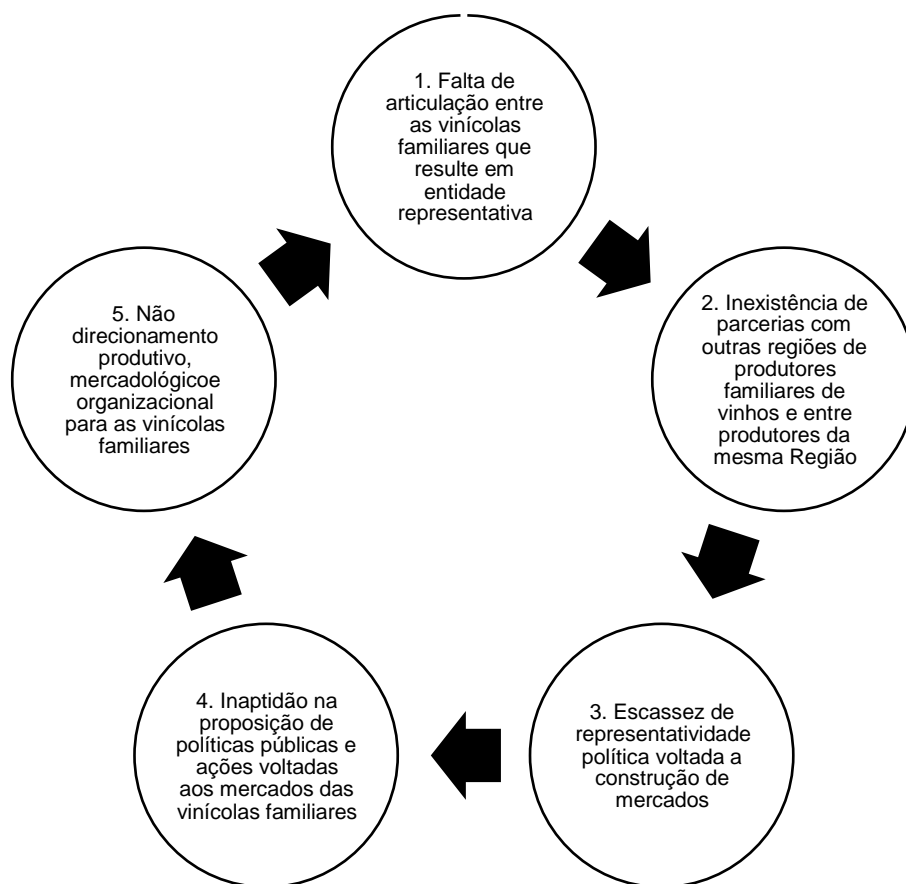 1. Falta de
articulação entre
as vinícolas
familiares que
resulte em
entidade
representativa
2. Inexistência de
parcerias com
outras regiões de
produtores
familiares de
vinhos e entre
produtores da
mesma Região
3. Escassez de
representatividade
política voltada a
construção de
mercados
4. Inaptidão na
proposição de
políticas públicas e
ações voltadas
aos mercados das
vinícolas familiares
5. Não
direcionamento
produtivo,
mercadológicoe
organizacional
para as vinícolas
familiares